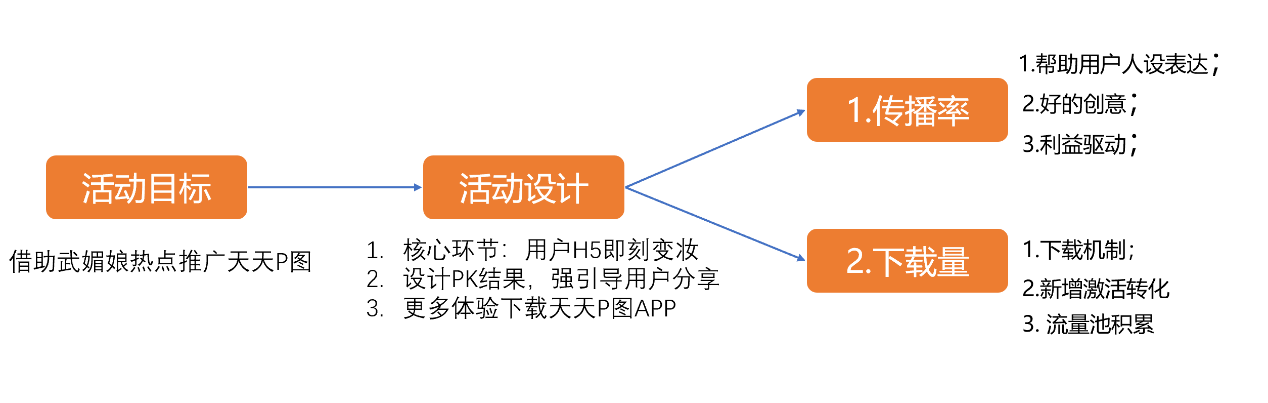 活动目标
借助武媚娘热点推广天天P图
活动设计
1. 核心环节：用户H5即刻变妆
2. 设计PK结果，强引导用户分享
3. 更多体验下载天天P图APP
1.传播率
1.帮助用户人设表达；
2.好的创意；
3.利益驱动；
2.下载量
1.下载机制；
2.新增激活转化
3. 流量池积累